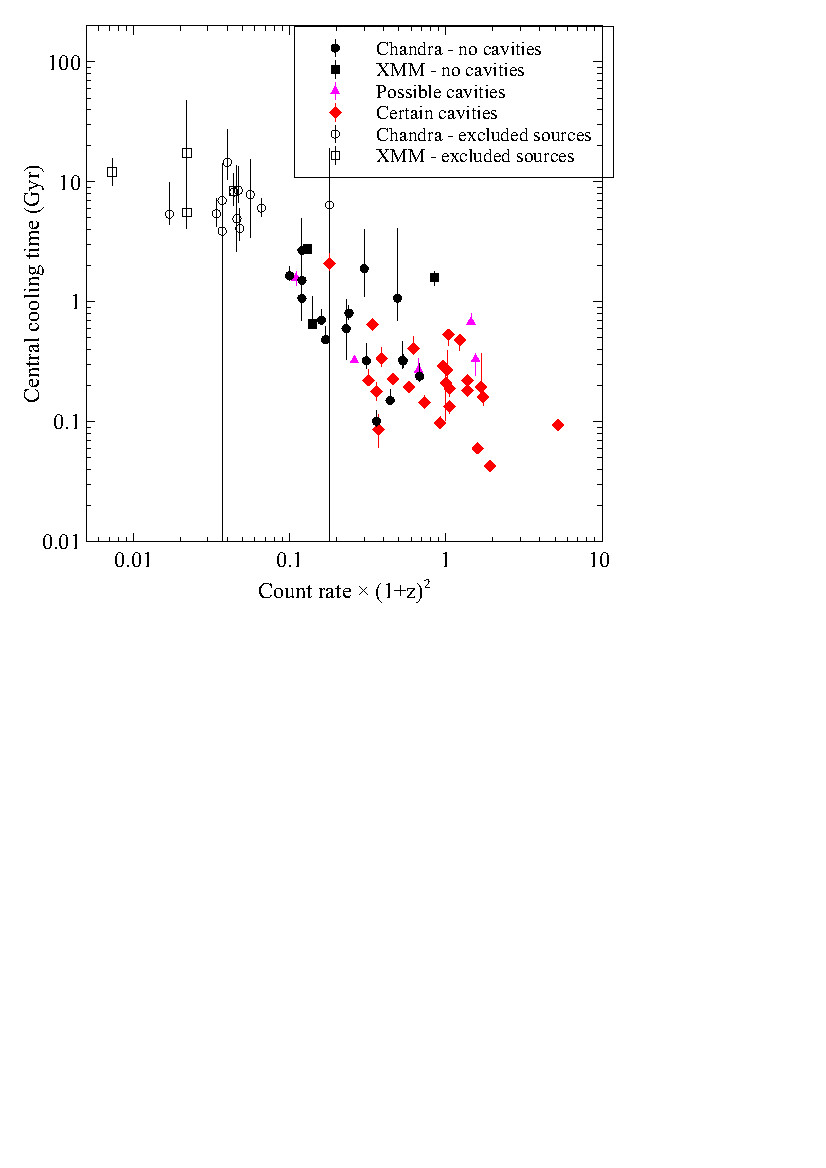 100
Chandra - no cavities
XMM - no cavities
Possible cavities
Certain cavities
Chandra - excluded sources
XMM - excluded sources
10
1
0.1
0.01
Central cooling time (Gyr)
0.01 0.1 1 10
Count rate × (1+z)²